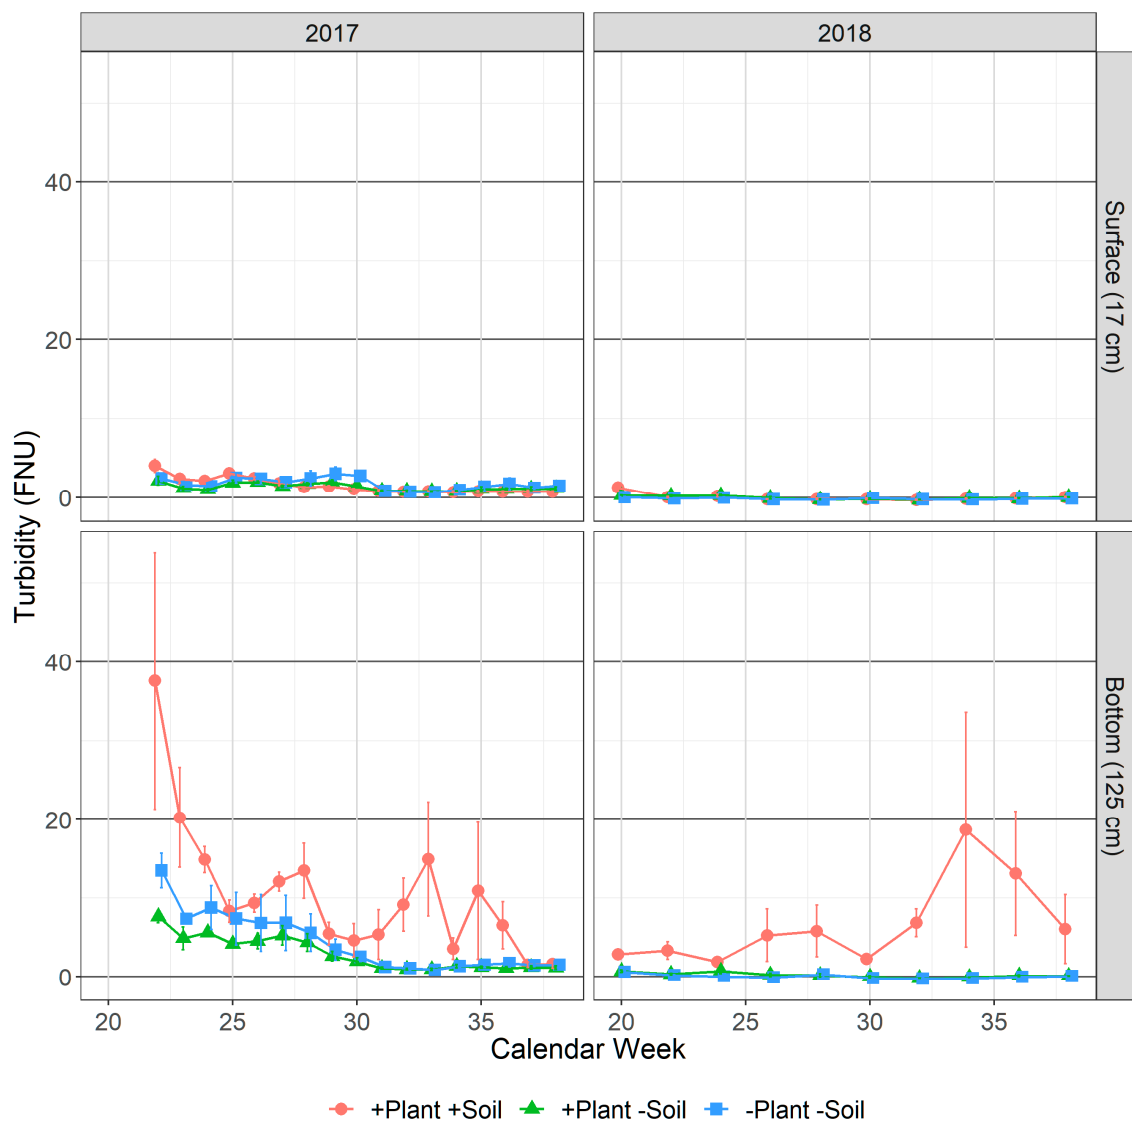 2017 2018
40
20
0
Surface (17 cm)
Turbidity (FNU)
40
20
0
Bottom (125 cm)
20 25 30 35 20 25 30 35
Calendar Week
+Plant +Soil +Plant -Soil -Plant -Soil